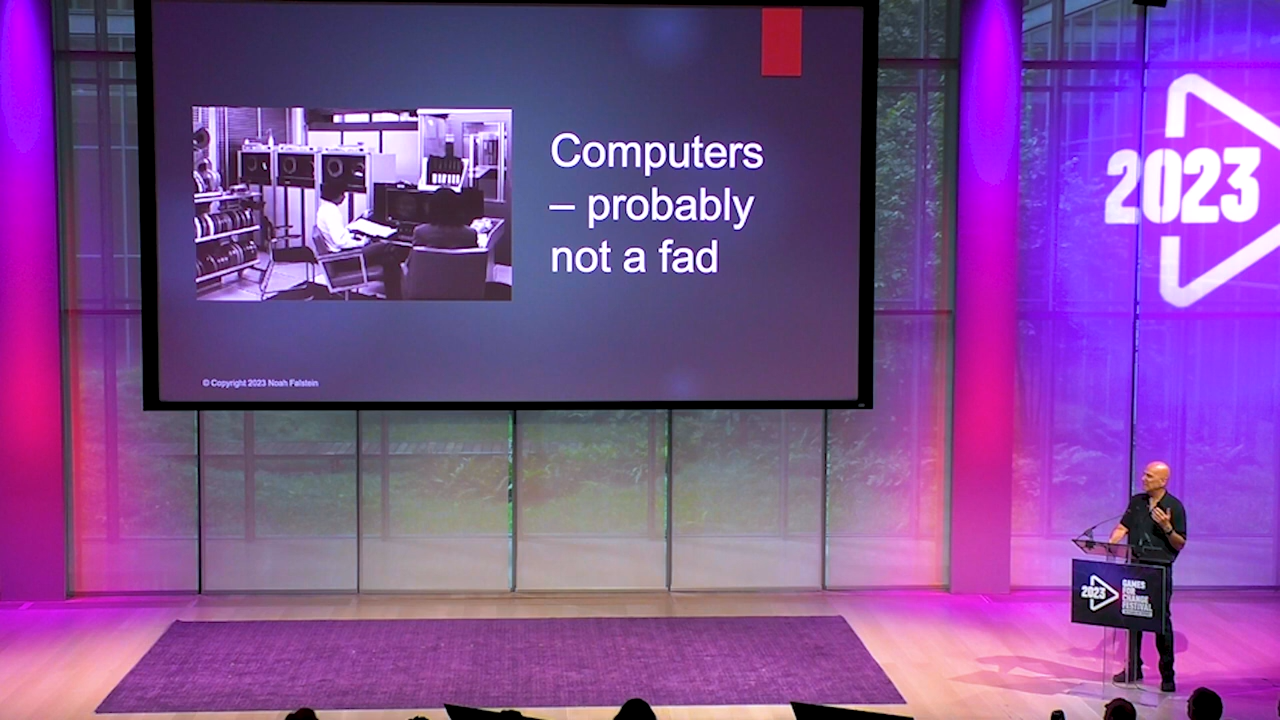 Computers
– probably
not a fad
© Copyright 2023 Noah Falstein
2023
2023
GAMES
FOR
CHANGE
FESTIVAL